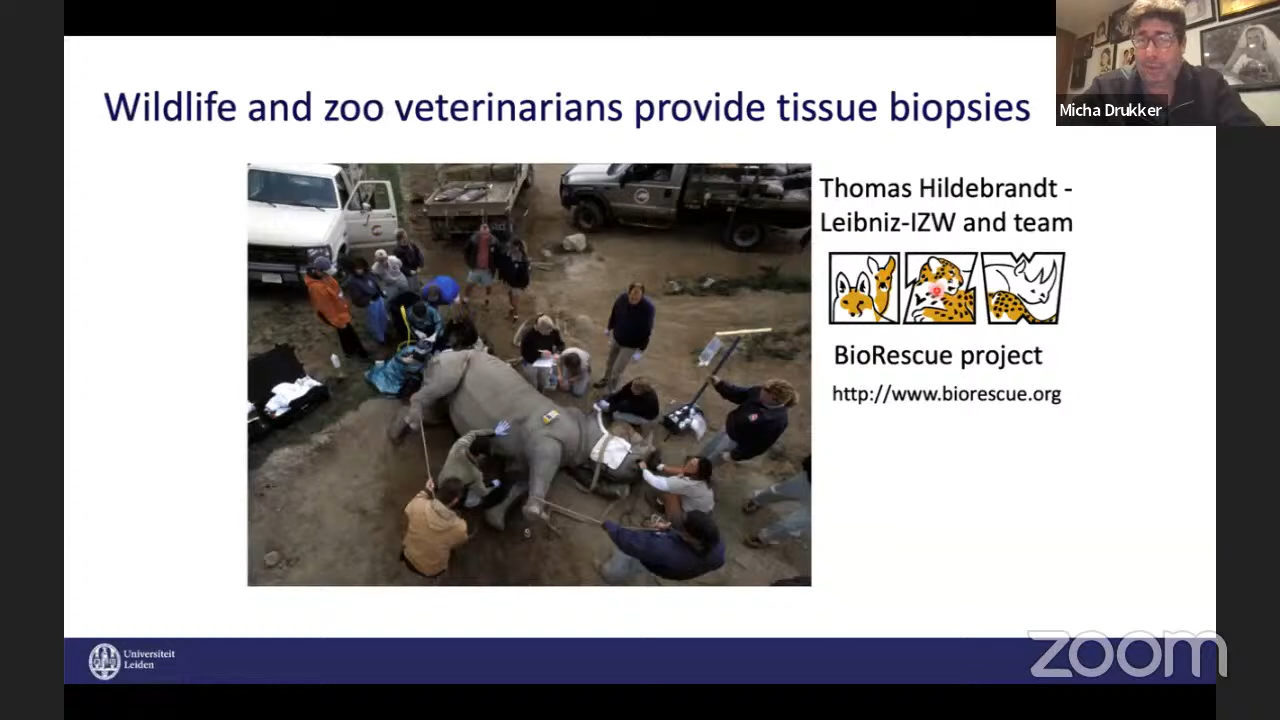 Wildlife and zoo veterinarians provide tissue biopsies
Micha Drukker
Thomas Hildebrandt -
Leibniz-IZW and team
BioRescue project
http://www.biorescue.org
Universiteit
Leiden
zoom